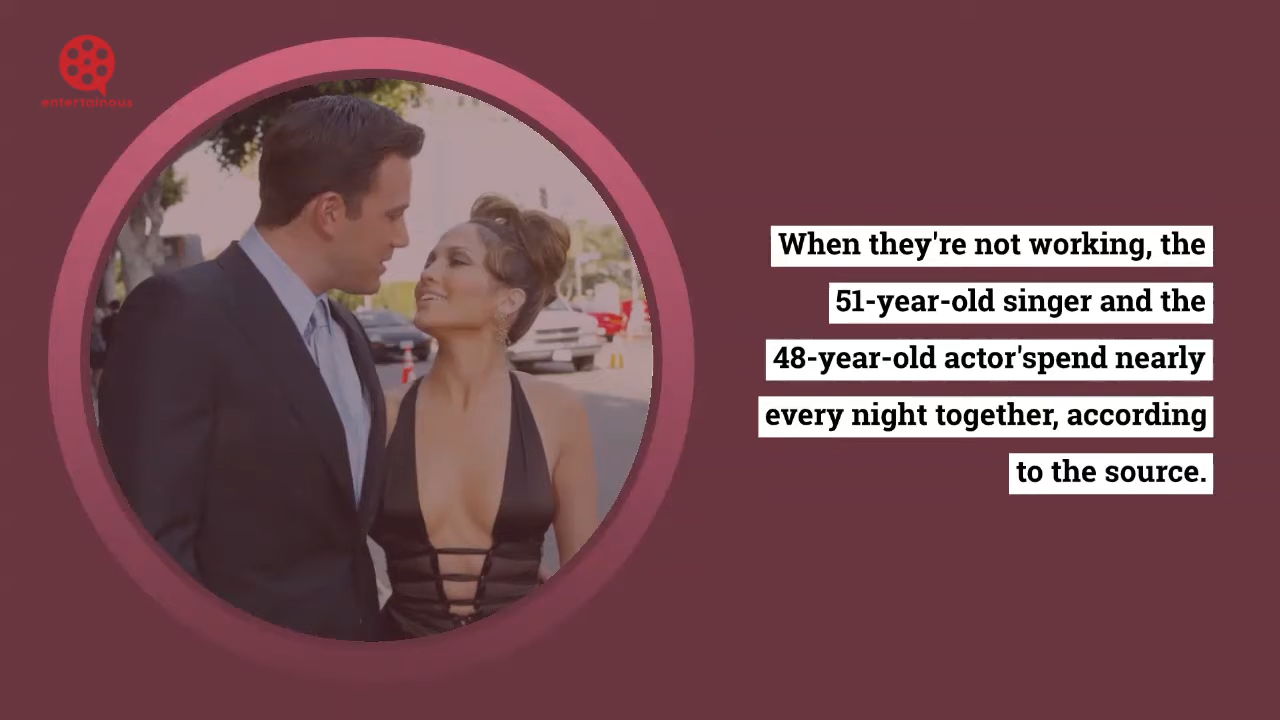 entertainous
When they're not working, the
51-year-old singer and the
48-year-old actor'spend nearly
every night together, according
to the source.